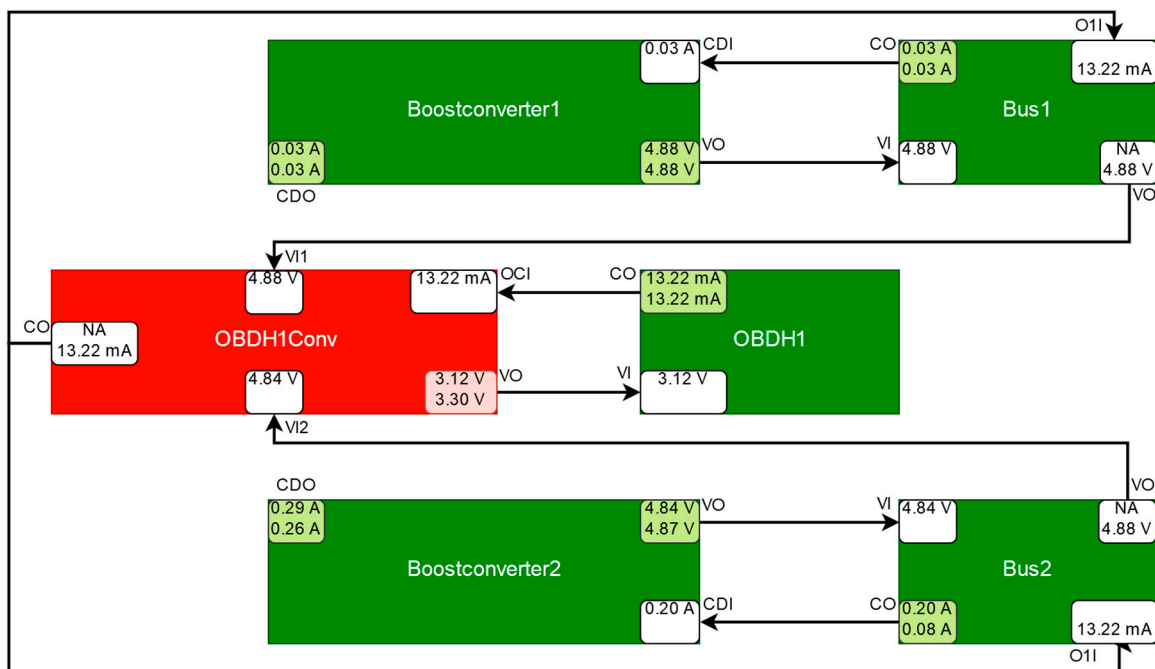 O1I
0.03 A
CDI
CO
0.03 A
0.03 A
13.22 mA
Boostconverter1
Bus1
0.03 A
0.03 A
CDO
4.88 V
4.88 V
VO
VI
4.88 V
NA
4.88 V
VO
VI1
4.88 V
13.22 mA
OCI
CO
13.22 mA
13.22 mA
CO
NA
13.22 mA
OBDH1Conv
OBDH1
4.84 V
3.12 V
3.30 V
VO
VI
3.12 V
VI2
CDO
0.29 A
0.26 A
4.84 V
4.87 V
VO
VI
4.84 V
VO
NA
4.88 V
Boostconverter2
Bus2
0.20 A
CDI
CO
0.20 A
0.08 A
13.22 mA
O1I